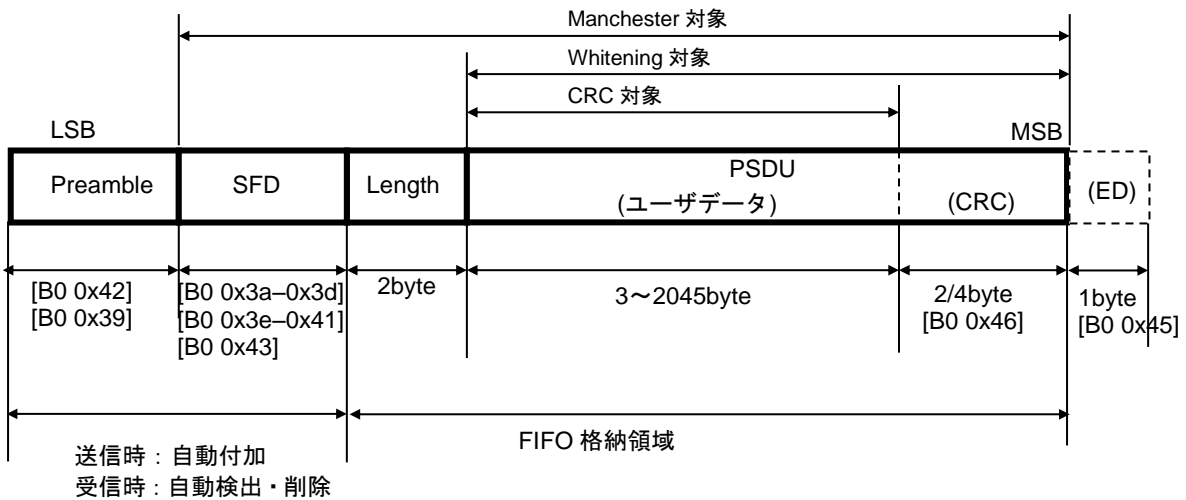 Manchester 対象
Whitening 対象
CRC 対象
LSB
MSB
Preamble
SFD
Length
PSDU
(ユーザデータ)
(CRC)
(ED)
[B0 0x42]
[B0 0x39]
[B0 0x3a–0x3d]
[B0 0x3e–0x41]
[B0 0x43]
2byte
3~2045byte
2/4byte
[B0 0x46]
1byte
[B0 0x45]
送信時：自動付加
受信時：自動検出・削除
FIFO 格納領域